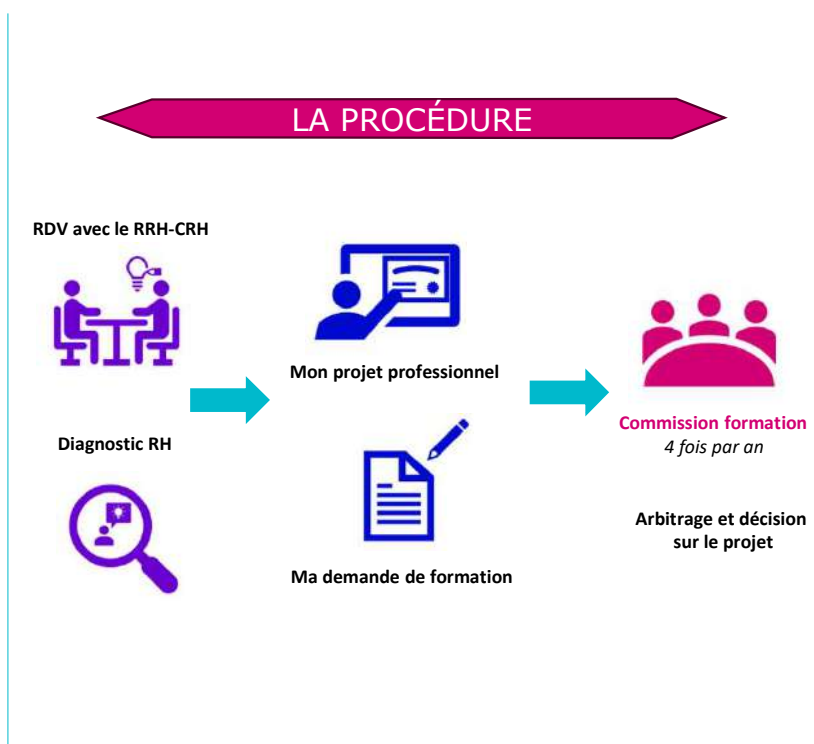 LA PROCÉDURE
RDV avec le RRH-CRH
Diagnostic RH
Mon projet professionnel
Ma demande de formation
Commission formation
4 fois par an
Arbitrage et décision
sur le projet